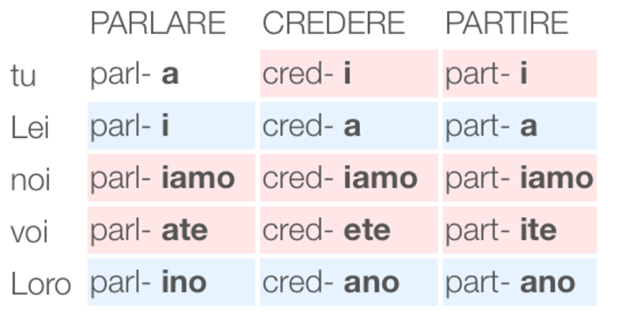 PARLARE CREDERE PARTIRE
tu parl- a cred- i part- i
Lei parl- i cred- a part- a
noi parl- iamo cred- iamo part- iamo
voi parl- ate cred- ete part- ite
Loro parl- ino cred- ano part- ano